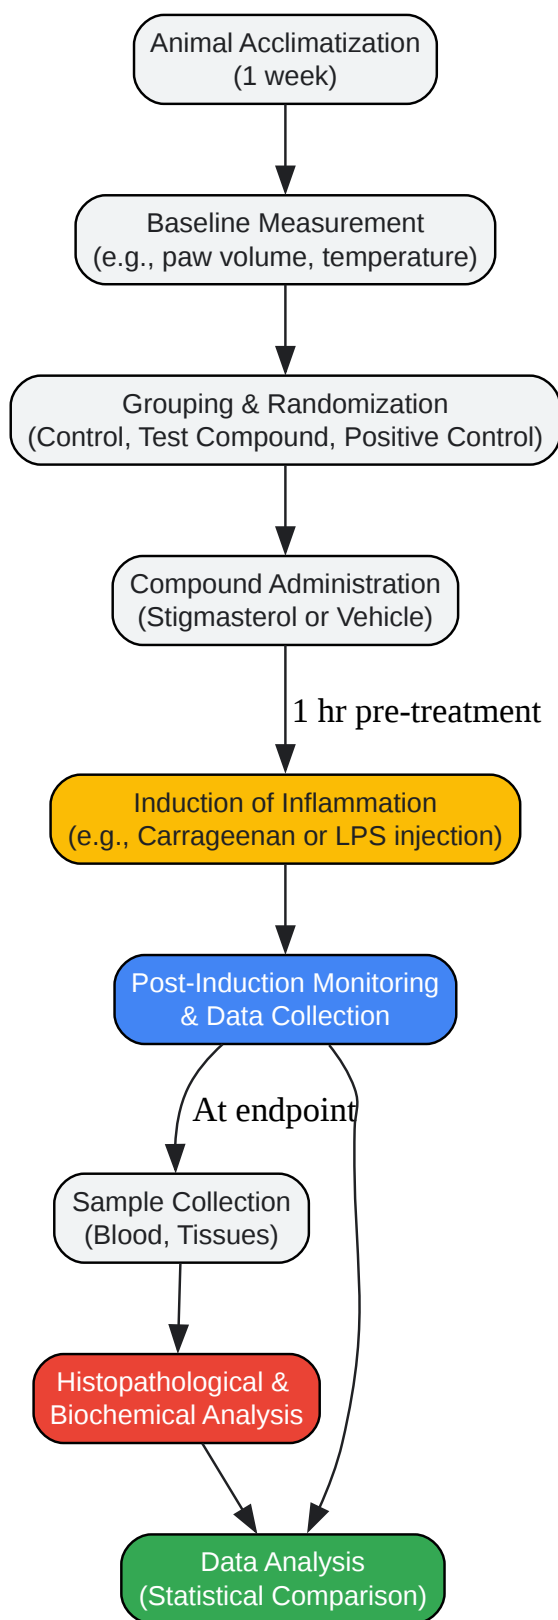 Animal Acclimatization
(1 week)
Baseline Measurement
(e.g., paw volume, temperature)
Grouping & Randomization
(Control, Test Compound, Positive Control)
Compound Administration
(Stigmasterol or Vehicle)
1 hr pre-treatment
Induction of Inflammation
(e.g., Carrageenan or LPS injection)
Post-Induction Monitoring
& Data Collection
At endpoint
Sample Collection
(Blood, Tissues)
Histopathological &
Biochemical Analysis
Data Analysis
(Statistical Comparison)